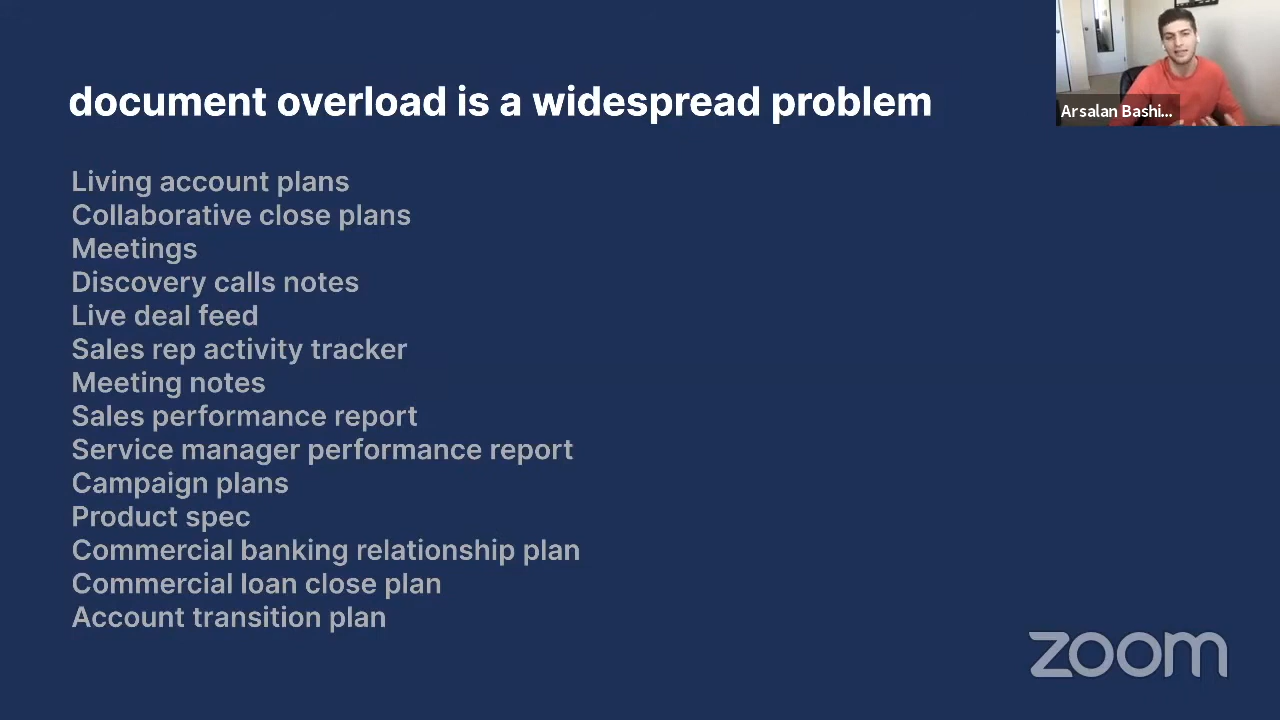 document overload is a widespread problem
Arsalan Bashi...
Living account plans
Collaborative close plans
Meetings
Discovery calls notes
Live deal feed
Sales rep activity tracker
Meeting notes
Sales performance report
Service manager performance report
Campaign plans
Product spec
Commercial banking relationship plan
Commercial loan close plan
Account transition plan
zoom